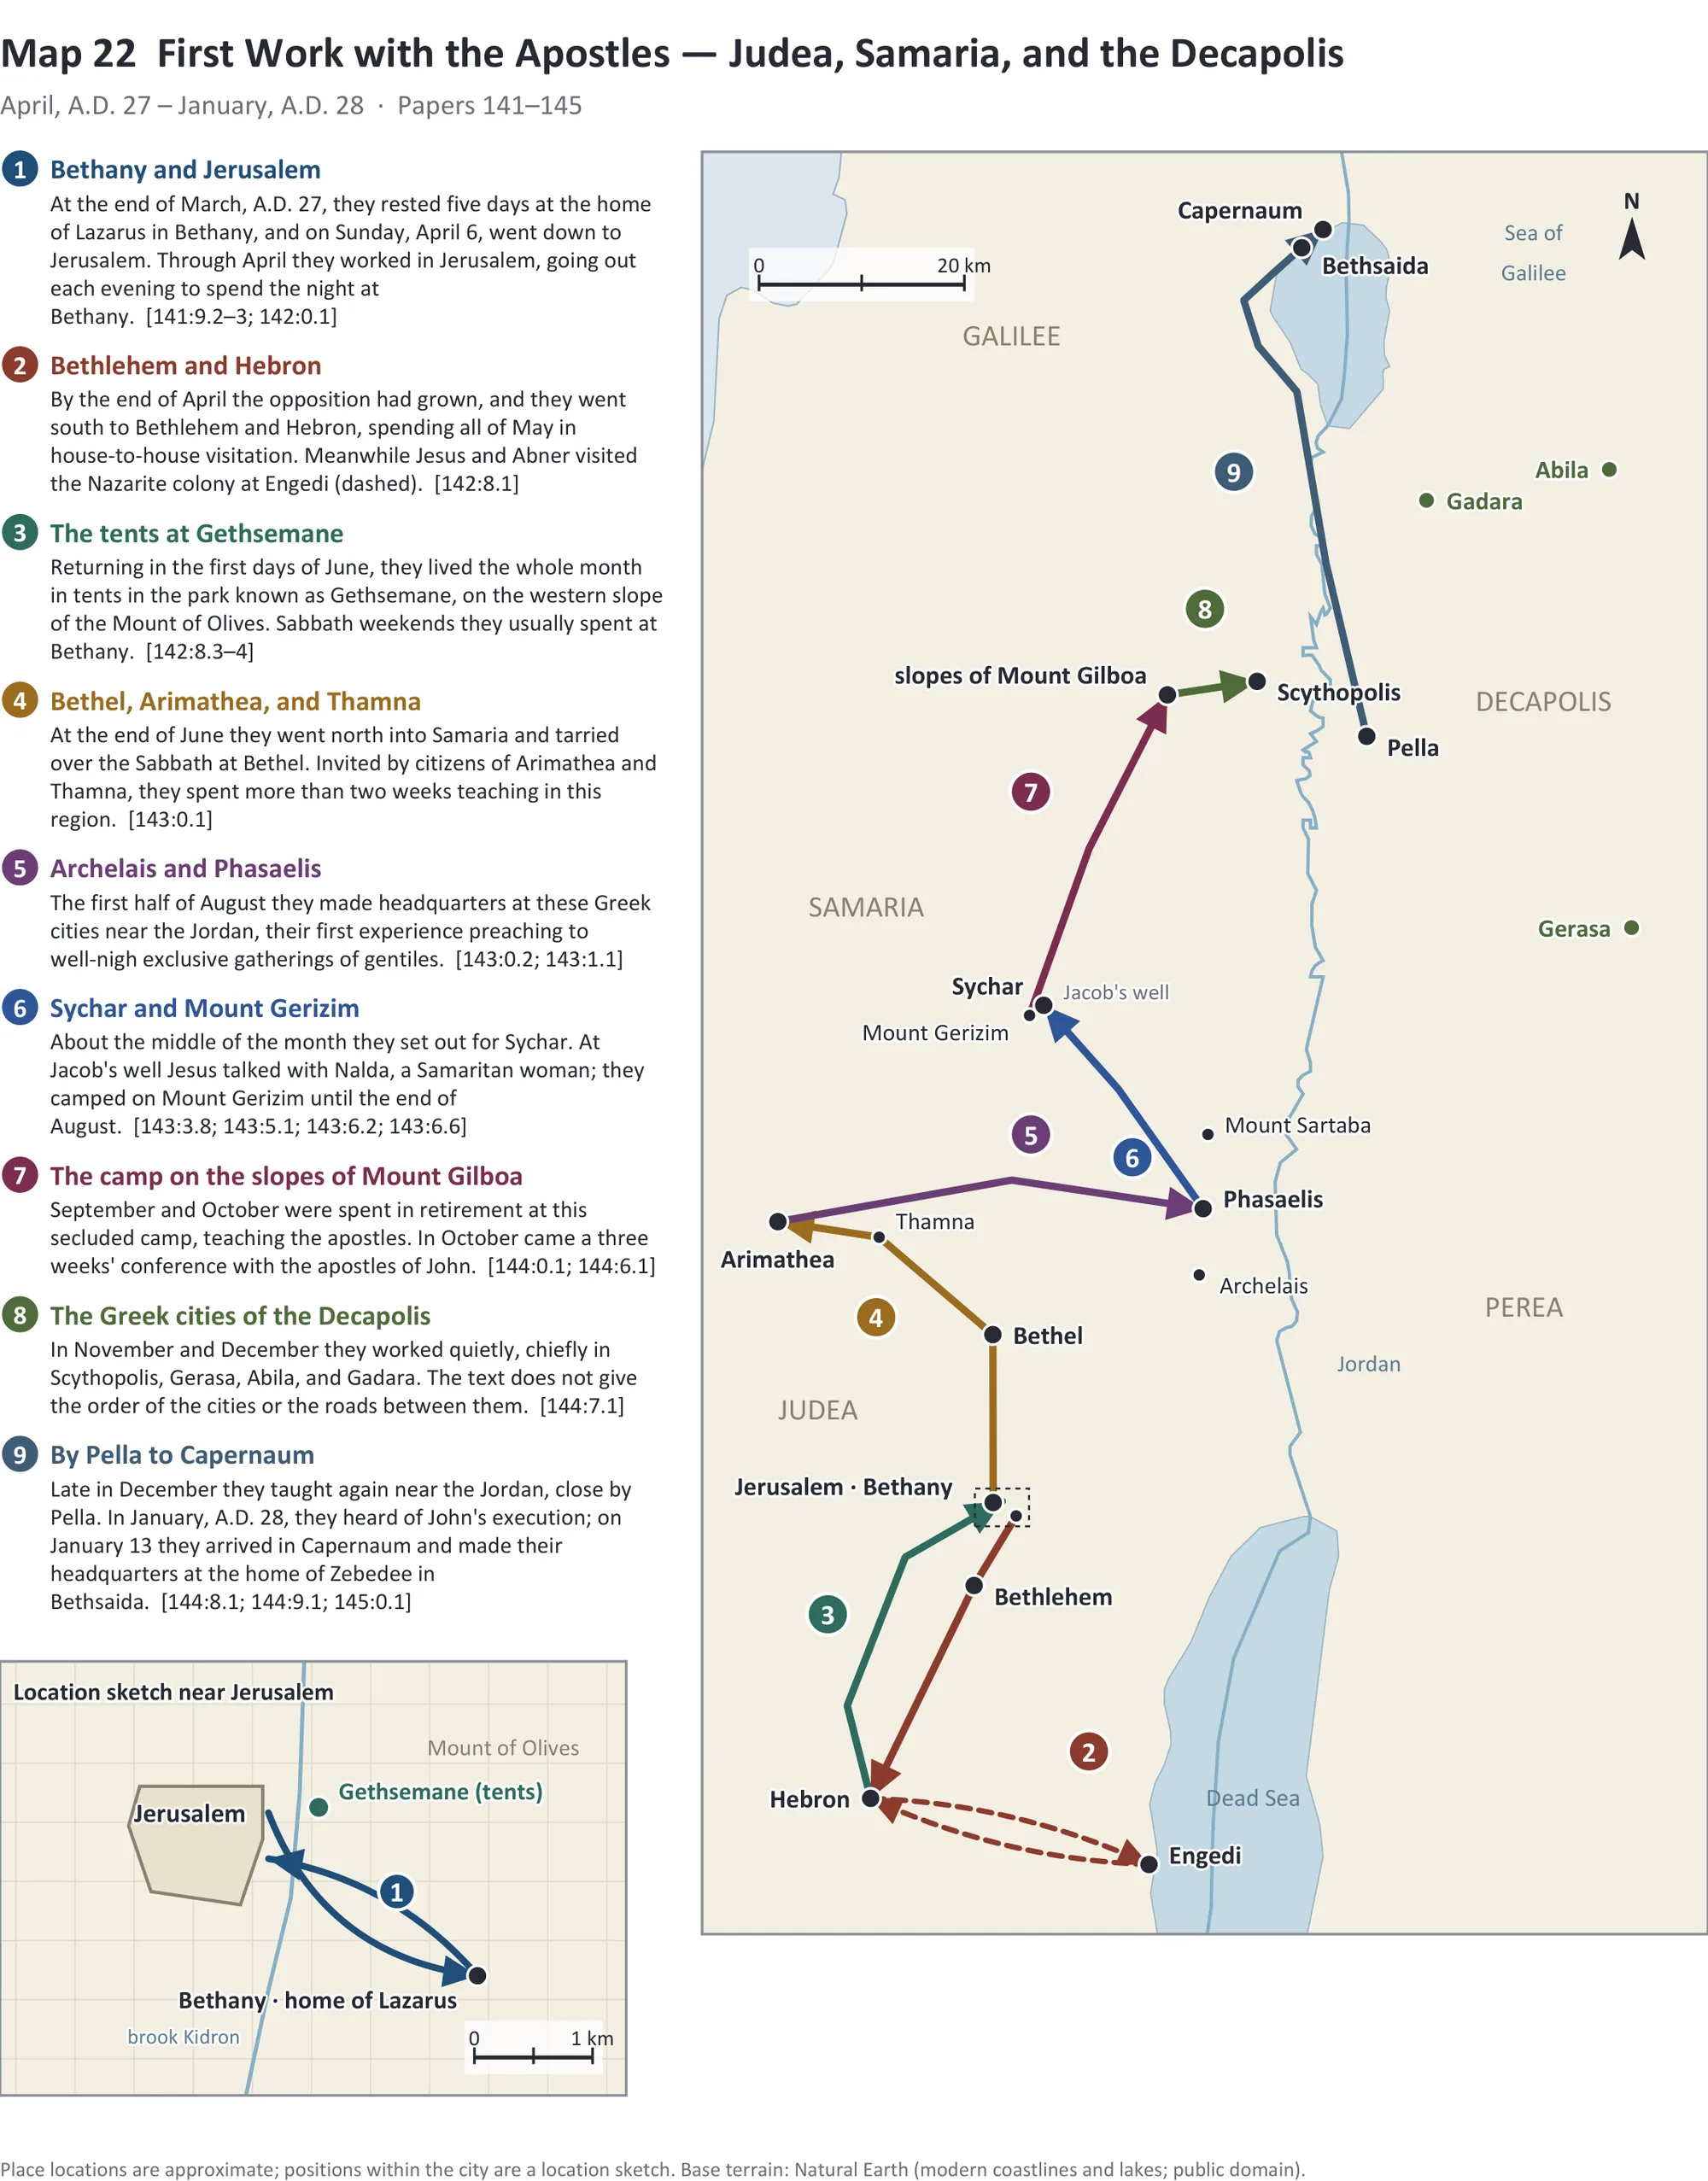 Map 22 First Work with the Apostles — Judea, Samaria, and the Decapolis
April, A.D. 27 – January, A.D. 28 · Papers 141–145
1 Bethany and Jerusalem
At the end of March, A.D. 27, they rested five days at the home
of Lazarus in Bethany, and on Sunday, April 6, went down to
Jerusalem. Through April they worked in Jerusalem, going out
each evening to spend the night at
Bethany. [141:9.2–3; 142:0.1]
2 Bethlehem and Hebron
By the end of April the opposition had grown, and they went
south to Bethlehem and Hebron, spending all of May in
house-to-house visitation. Meanwhile Jesus and Abner visited
the Nazarite colony at Engedi (dashed). [142:8.1]
3 The tents at Gethsemane
Returning in the first days of June, they lived the whole month
in tents in the park known as Gethsemane, on the western slope
of the Mount of Olives. Sabbath weekends they usually spent at
Bethany. [142:8.3–4]
4 Bethel, Arimathea, and Thamna
At the end of June they went north into Samaria and tarried
over the Sabbath at Bethel. Invited by citizens of Arimathea and
Thamna, they spent more than two weeks teaching in this
region. [143:0.1]
5 Archelais and Phasaelis
The first half of August they made headquarters at these Greek
cities near the Jordan, their first experience preaching to
well-nigh exclusive gatherings of gentiles. [143:0.2; 143:1.1]
6 Sychar and Mount Gerizim
About the middle of the month they set out for Sychar. At
Jacob's well Jesus talked with Nalda, a Samaritan woman; they
camped on Mount Gerizim until the end of
August. [143:3.8; 143:5.1; 143:6.2; 143:6.6]
7 The camp on the slopes of Mount Gilboa
September and October were spent in retirement at this
secluded camp, teaching the apostles. In October came a three
weeks' conference with the apostles of John. [144:0.1; 144:6.1]
8 The Greek cities of the Decapolis
In November and December they worked quietly, chiefly in
Scythopolis, Gerasa, Abila, and Gadara. The text does not give
the order of the cities or the roads between them. [144:7.1]
9 By Pella to Capernaum
Late in December they taught again near the Jordan, close by
Pella. In January, A.D. 28, they heard of John's execution; on
January 13 they arrived in Capernaum and made their
headquarters at the home of Zebedee in
Bethsaida. [144:8.1; 144:9.1; 145:0.1]
Location sketch near Jerusalem
Mount of Olives
Gethsemane (tents)
Jerusalem
1
Bethany · home of Lazarus
brook Kidron
0 1 km
N
Capernaum
Sea of
Galilee
Bethsaida
0 20 km
GALILEE
9
Abila
Gadara
8
slopes of Mount Gilboa
Scythopolis
DECAPOLIS
Pella
7
SAMARIA
Gerasa
Sychar
Jacob's well
Mount Gerizim
Mount Sartaba
5
6
Phasaelis
Thamna
Arimathea
Archelais
PEREA
4
Bethel
Jordan
JUDEA
Jerusalem · Bethany
Bethlehem
3
2
Hebron
Dead Sea
Engedi
Place locations are approximate; positions within the city are a location sketch. Base terrain: Natural Earth (modern coastlines and lakes; public domain).